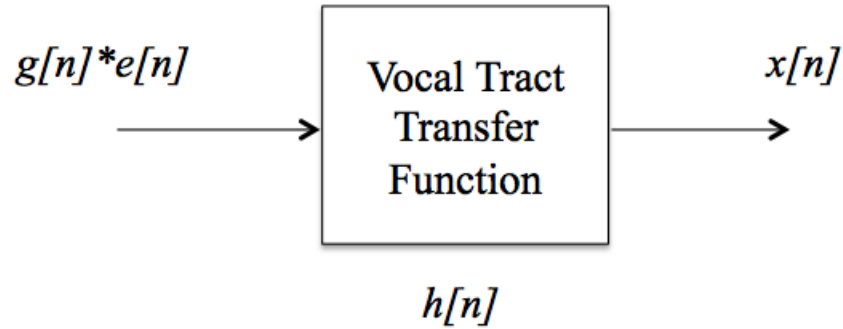 g[n]*e[n]
Vocal Tract
Transfer
Function
x[n]
h[n]